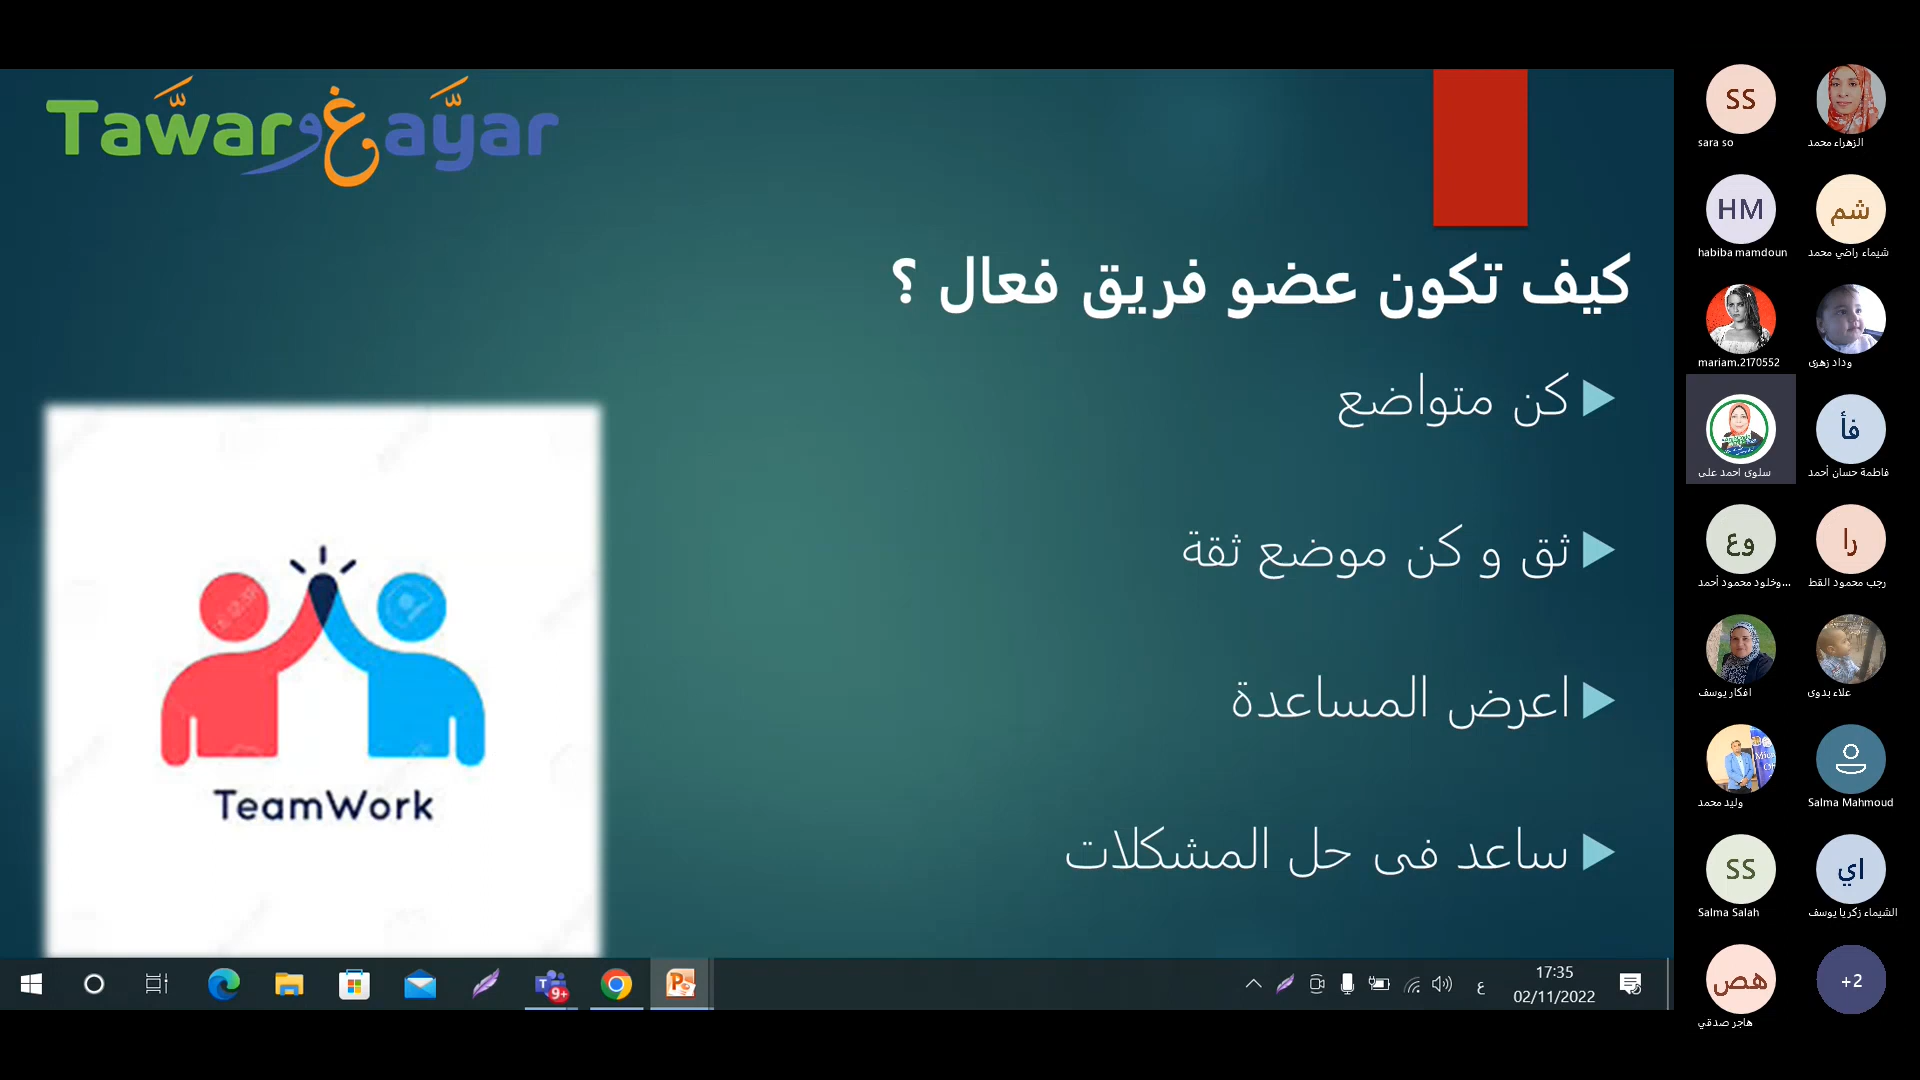 Tawar و غ ayar
كيف تكون عضو فريق فعال ؟
كن متواضع
ثق و كن موضع ثقة
اعرض المساعدة
ساعد فى حل المشكلات
TeamWork
9+
ع
17:35
02/11/2022
SS
sara so
الزهراء محمد
HM
habiba mamdoun
شم
شيماء راضي محمد
mariam.2170552
وداد زهرى
سلوى احمد على
فأ
فاطمة حسان أحمد
وع
وخلود محمود أحمد...
را
رجب محمود القط
افكار يوسف
علاء بدوى
وليد محمد
Salma Mahmoud
SS
Salma Salah
اي
الشيماء زكريا يوسف
هص
هاجر صدقي
+2